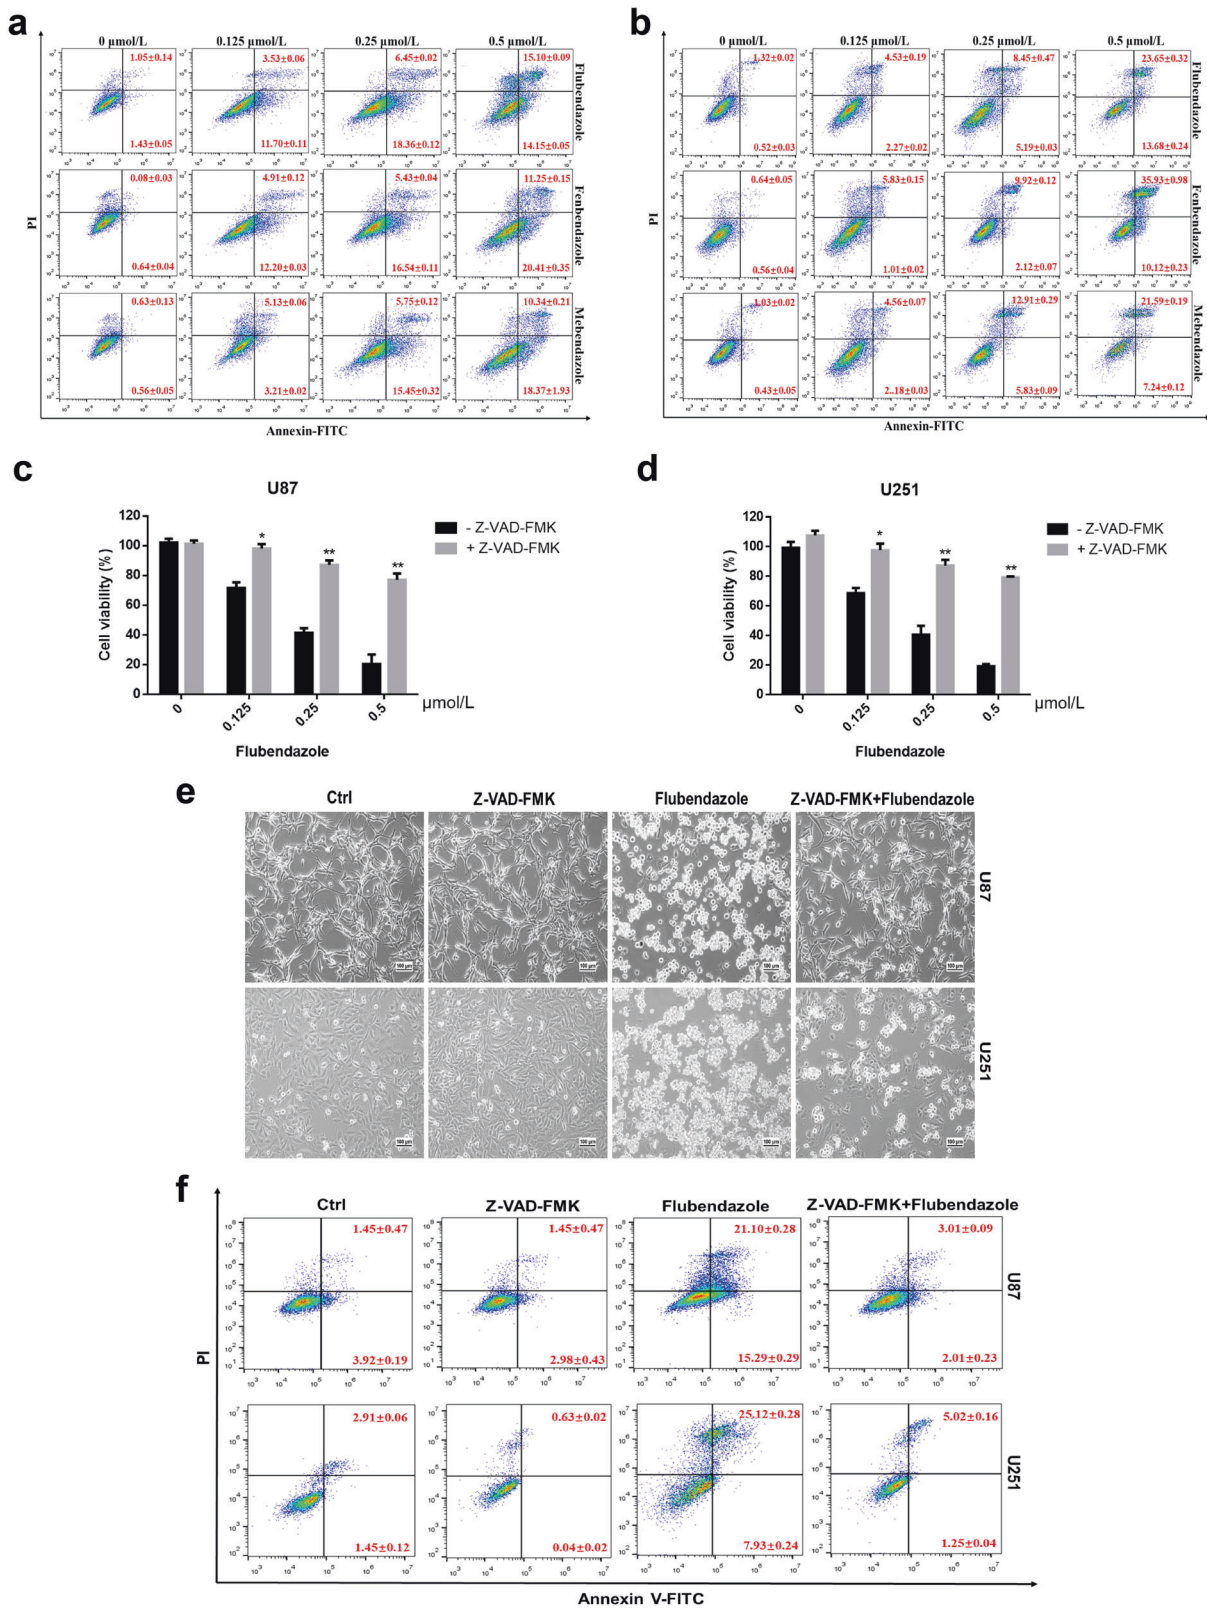 a
0 µmol/L 0.125 µmol/L 0.25 µmol/L 0.5 µmol/L
1.05±0.14 3.53±0.06 6.45±0.02 15.10±0.09
1.43±0.05 11.70±0.11 18.36±0.12 14.15±0.05
Flubendazole
0.08±0.03 4.91±0.12 5.43±0.04 11.25±0.15
0.64±0.04 12.20±0.03 16.54±0.11 20.41±0.35
Fenbendazole
0.63±0.13 5.13±0.06 5.75±0.12 10.34±0.21
0.56±0.05 3.21±0.02 15.45±0.32 18.37±1.93
Mebendazole
PI
Annexin-FITC
b
0 µmol/L 0.125 µmol/L 0.25 µmol/L 0.5 µmol/L
1.32±0.02 4.53±0.19 8.45±0.47 23.65±0.32
0.52±0.03 2.27±0.02 5.19±0.03 13.68±0.24
Flubendazole
0.64±0.05 5.83±0.15 9.92±0.12 35.93±0.98
0.56±0.04 1.01±0.02 2.12±0.07 10.12±0.23
Fenbendazole
1.03±0.02 4.56±0.07 12.91±0.29 21.59±0.19
0.43±0.05 2.18±0.03 5.83±0.09 7.24±0.12
Mebendazole
PI
Annexin-FITC
c
U87
Cell viability (%)
120
100
80
60
40
20
0
* ** **
- Z-VAD-FMK
+ Z-VAD-FMK
0 0.125 0.25 0.5 µmol/L
Flubendazole
d
U251
Cell viability (%)
120
100
80
60
40
20
0
* ** **
- Z-VAD-FMK
+ Z-VAD-FMK
0 0.125 0.25 0.5 µmol/L
Flubendazole
e
Ctrl Z-VAD-FMK Flubendazole Z-VAD-FMK+Flubendazole
100 µm 100 µm 100 µm 100 µm
U87
100 µm 100 µm 100 µm 100 µm
U251
f
Ctrl Z-VAD-FMK Flubendazole Z-VAD-FMK+Flubendazole
1.45±0.47 1.45±0.47 21.10±0.28 3.01±0.09
3.92±0.19 2.98±0.43 15.29±0.29 2.01±0.23
U87
2.91±0.06 0.63±0.02 25.12±0.28 5.02±0.16
1.45±0.12 0.04±0.02 7.93±0.24 1.25±0.04
U251
PI
Annexin V-FITC